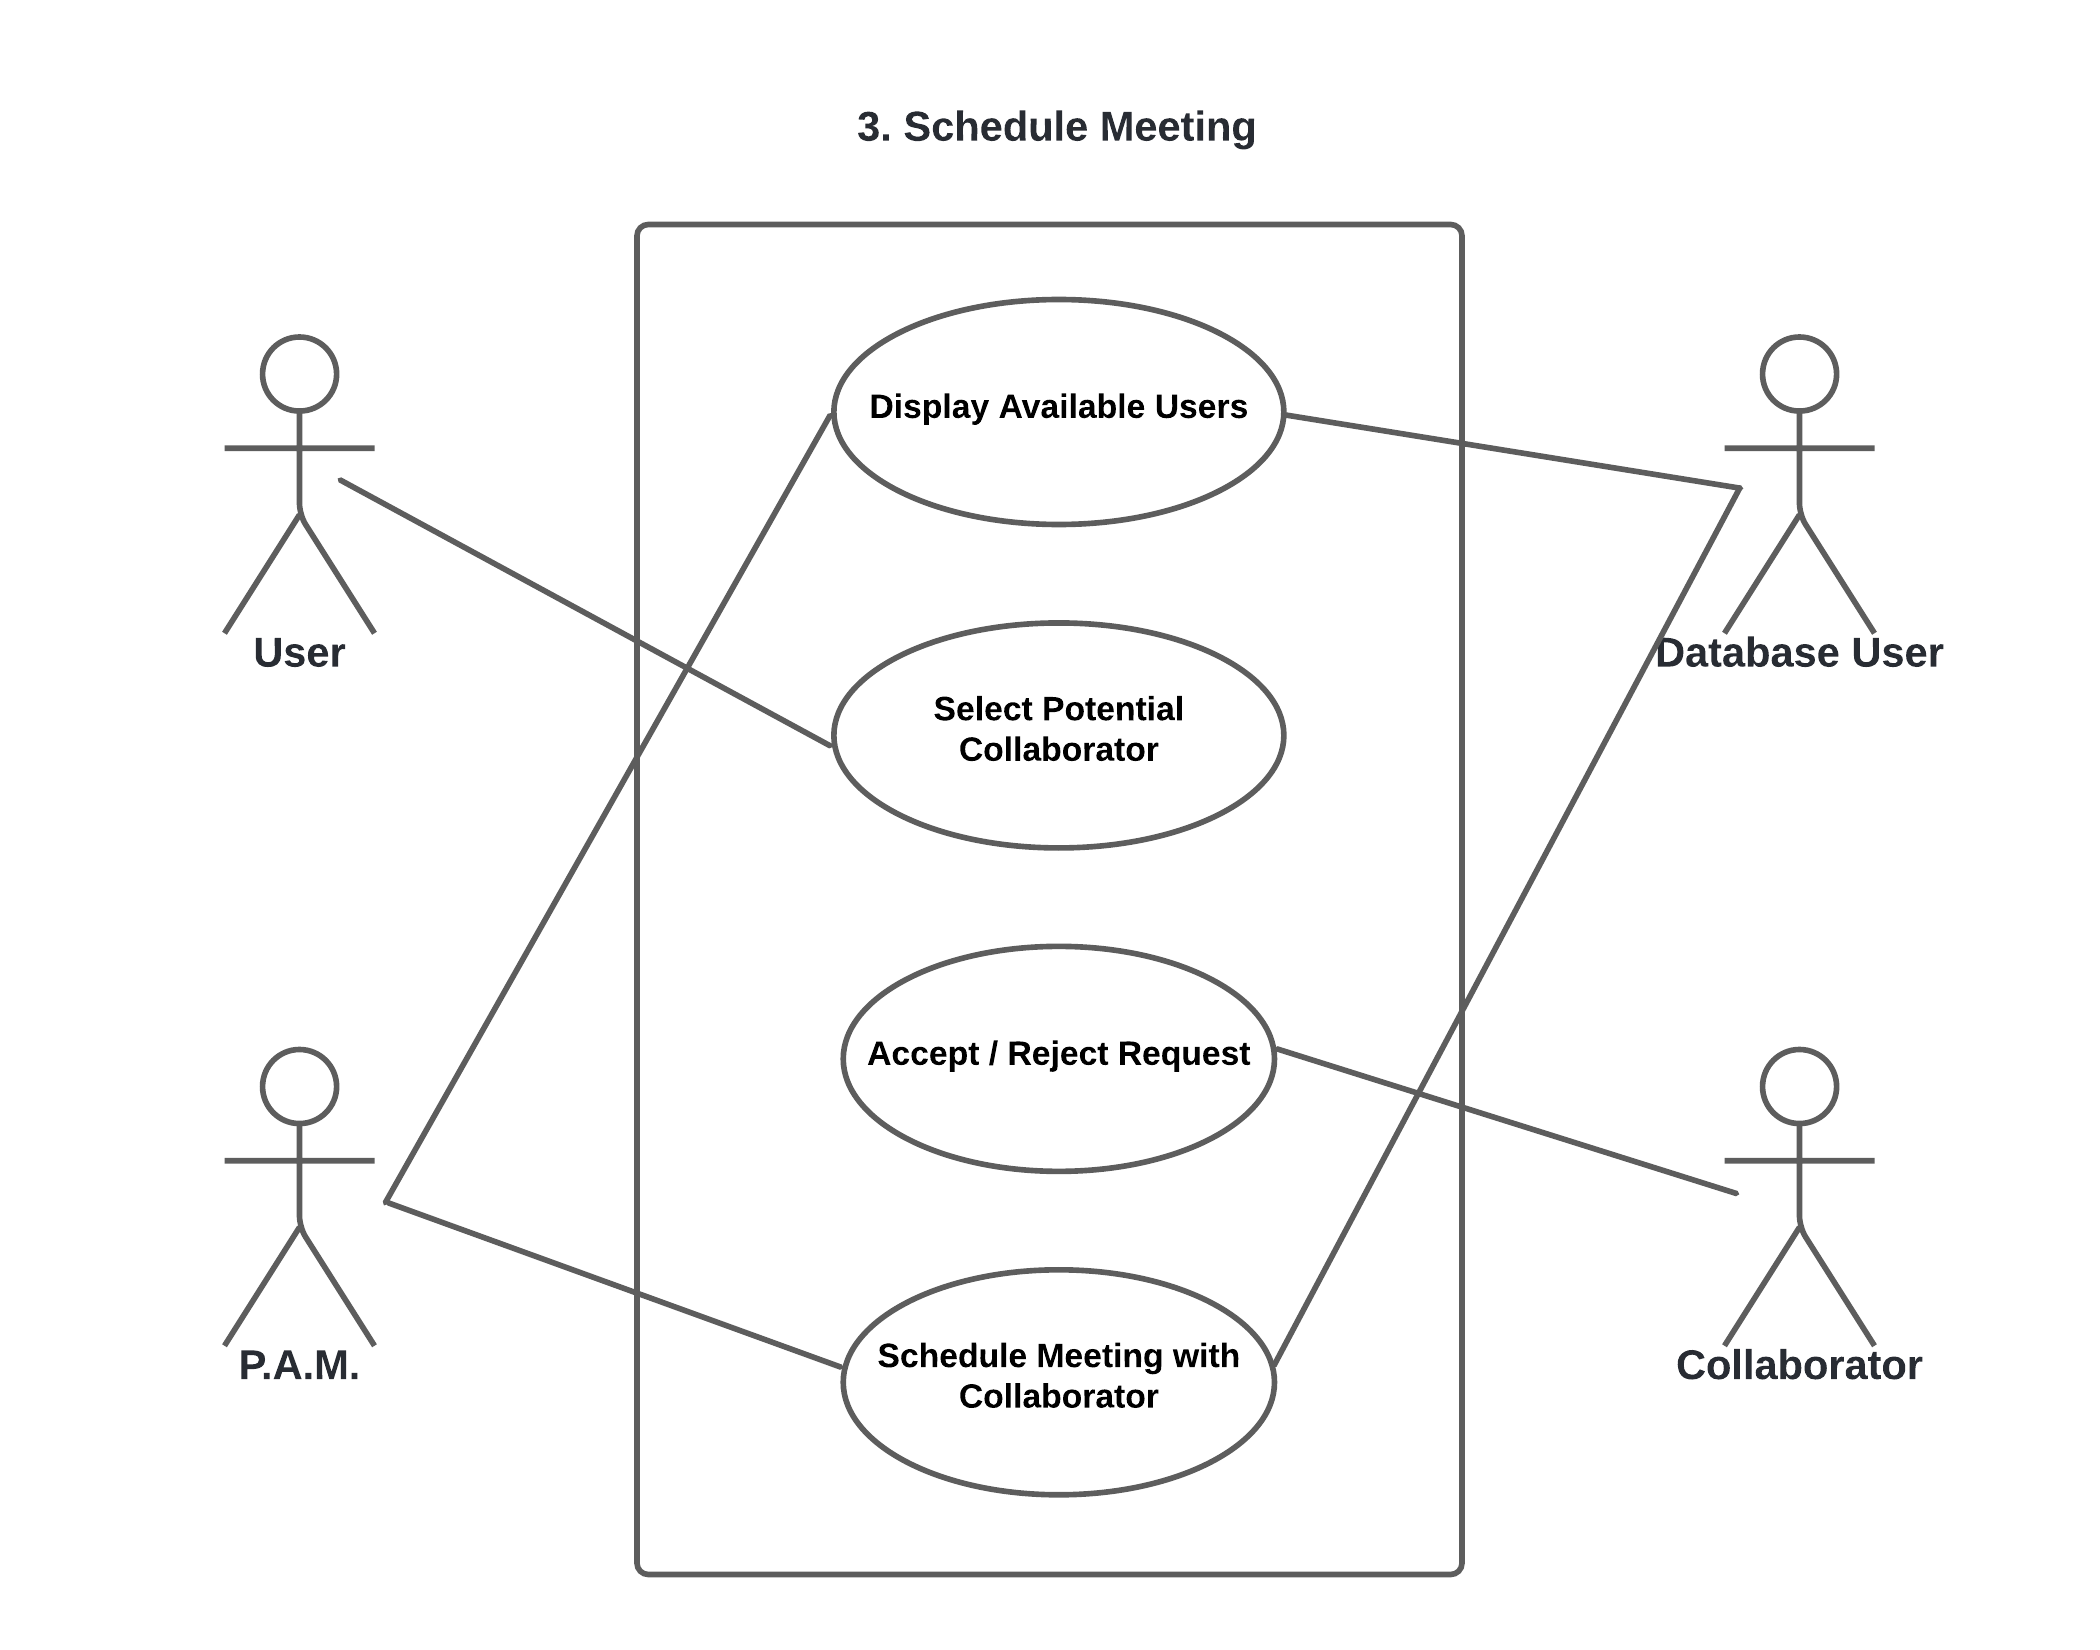 3. Schedule Meeting
Display Available Users
User
Database User
Select Potential
Collaborator
Accept / Reject Request
P.A.M.
Collaborator
Schedule Meeting with
Collaborator